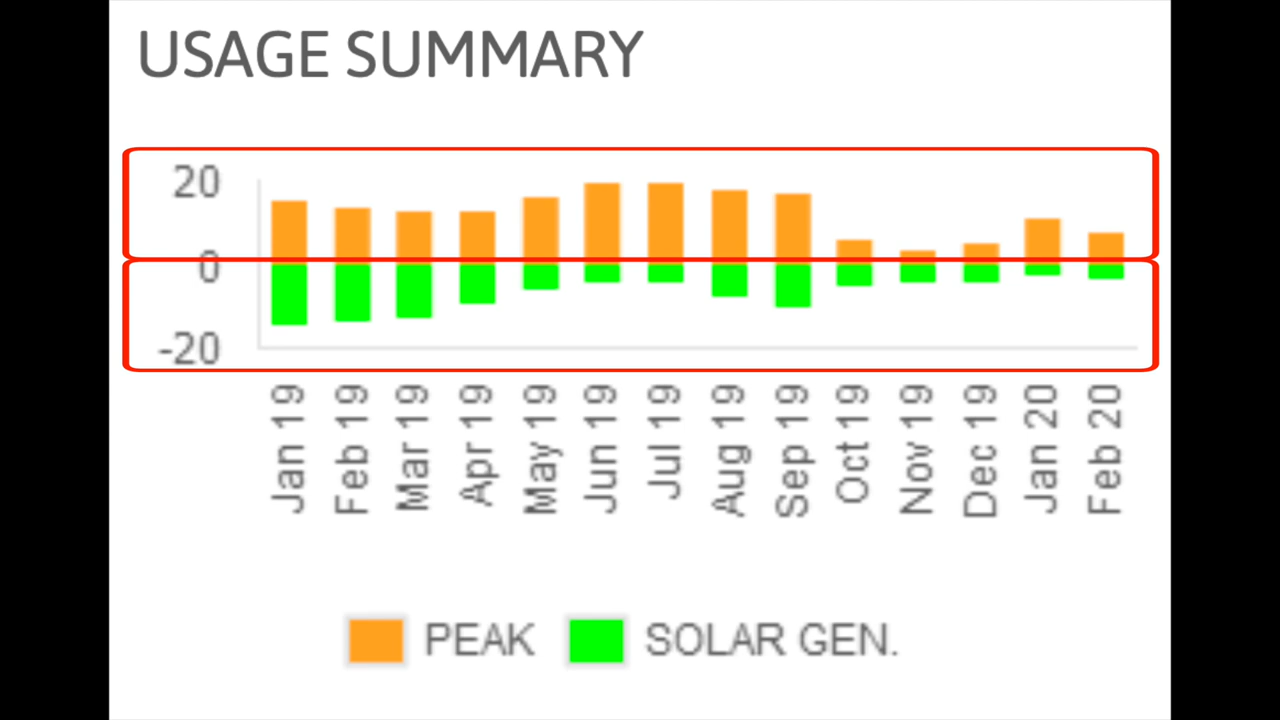 USAGE SUMMARY
20
0
-20
Jan 19
Feb 19
Mar 19
Apr 19
May 19
Jun 19
Jul 19
Aug 19
Sep 19
Oct 19
Nov 19
Dec 19
Jan 20
Feb 20
PEAK SOLAR GEN.